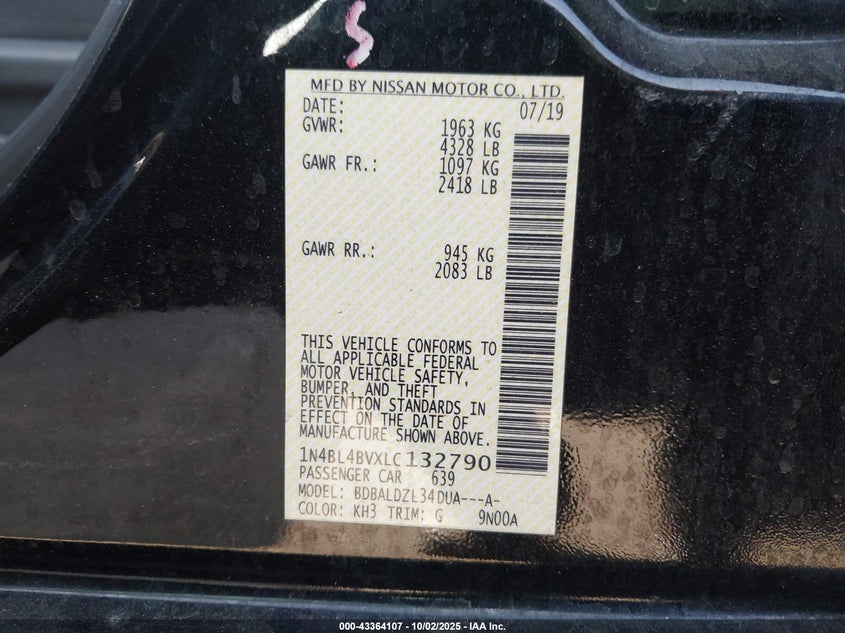 S
MFD BY NISSAN MOTOR CO., LTD.
DATE: 07/19
GVWR: 1963 KG
4328 LB
GAWR FR.: 1097 KG
2418 LB
GAWR RR.: 945 KG
2083 LB
THIS VEHICLE CONFORMS TO
ALL APPLICABLE FEDERAL
MOTOR VEHICLE SAFETY,
BUMPER, AND THEFT
PREVENTION STANDARDS IN
EFFECT ON THE DATE OF
MANUFACTURE SHOWN ABOVE.
1N4BL4BVXLC132790
PASSENGER CAR 639
MODEL: BDBALDZL34DUA---A-
COLOR: KH3 TRIM: G 9N00A
000-43364107 - 10/02/2025 - IAA Inc.